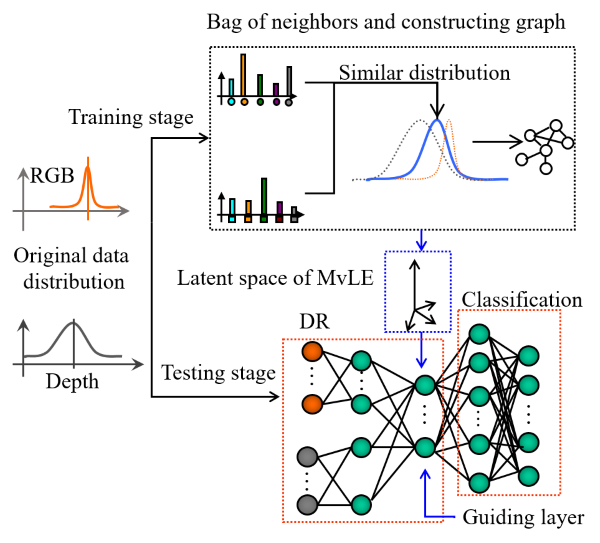 Bag of neighbors and constructing graph
Similar distribution
Training stage
RGB
Original data
distribution
Latent space of MvLE
Classification
DR
Testing stage
Depth
Guiding layer